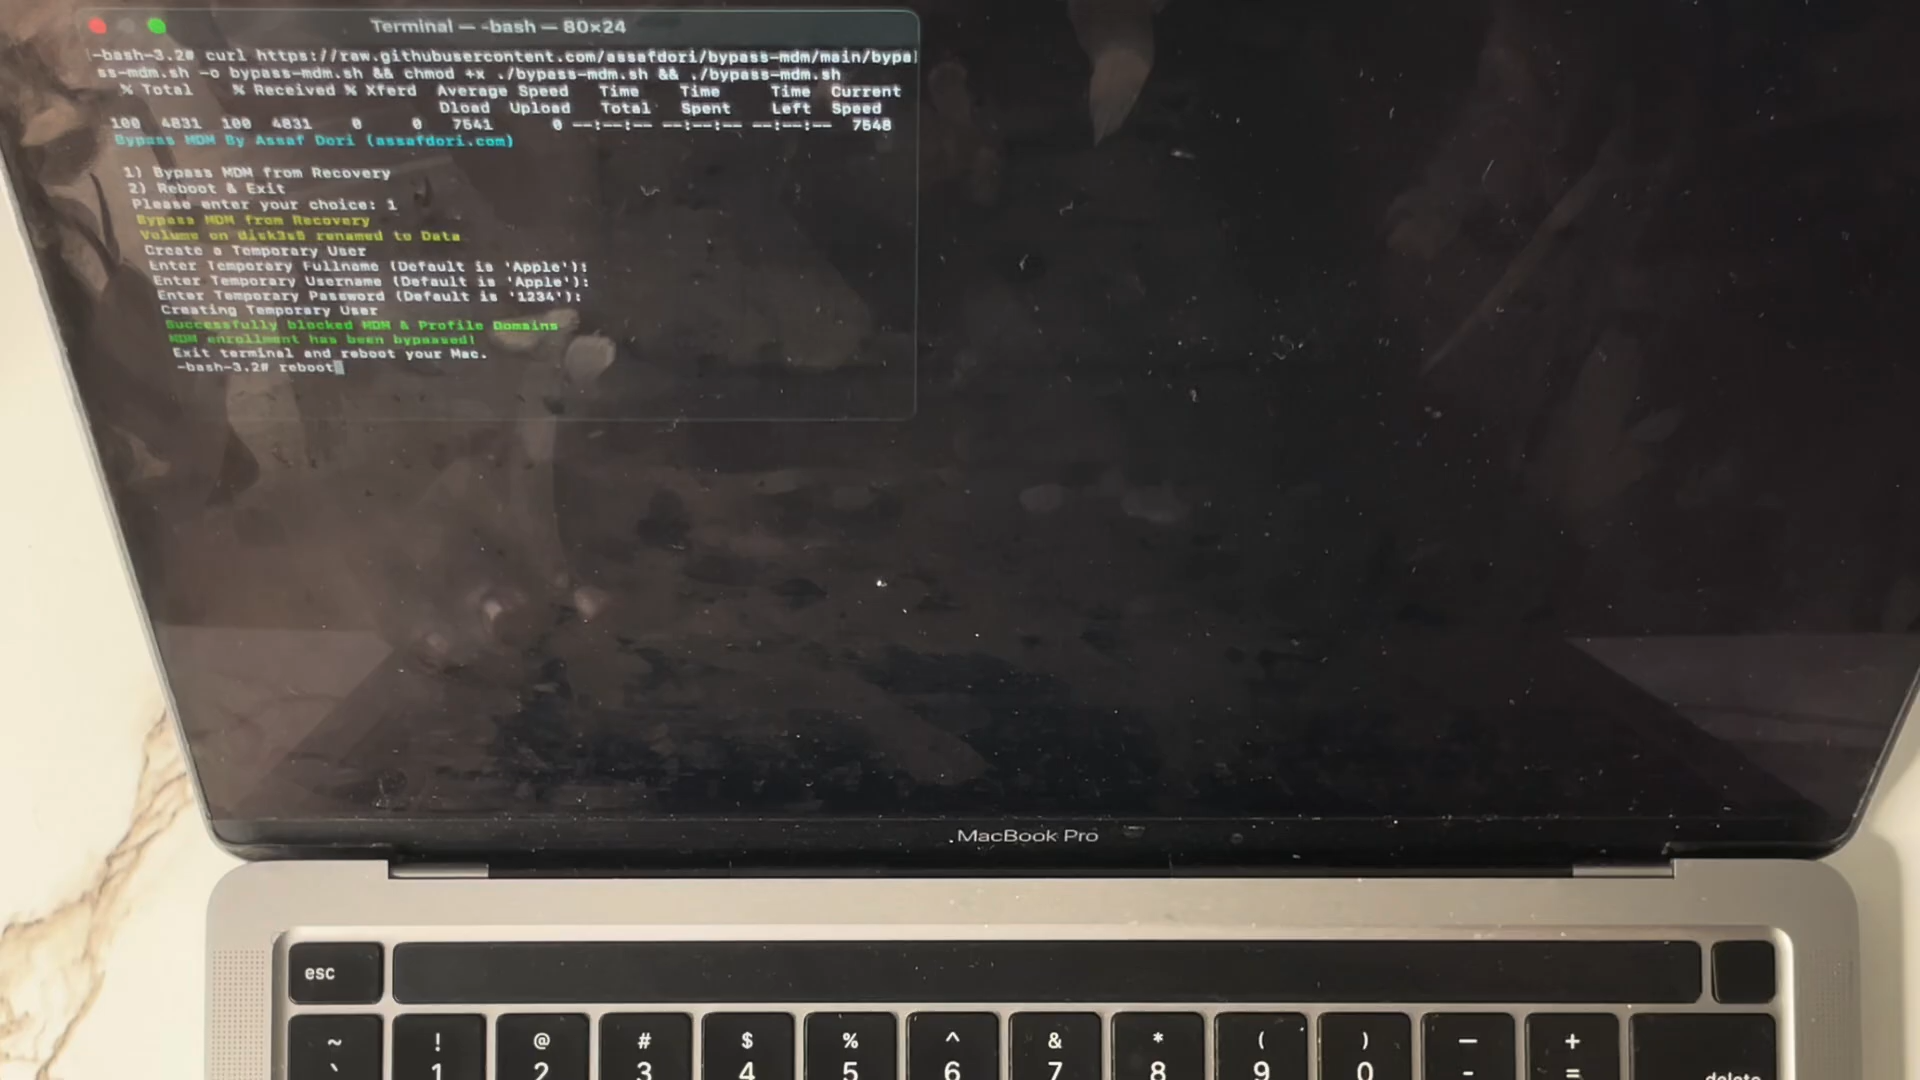 Terminal — -bash — 80×24
-bash-3.2# curl https://raw.githubusercontent.com/assafdori/bypass-mdm/main/bypa
ss-mdm.sh -o bypass-mdm.sh && chmod +x ./bypass-mdm.sh && ./bypass-mdm.sh
% Total % Received % Xferd Average Speed Time Time Time Current
Dload Upload Total Spent Left Speed
100 4831 100 4831 0 0 7541 0 --:--:-- --:--:-- --:--:-- 7548
Bypass MDM By Assaf Dori (assafdori.com)
1) Bypass MDM from Recovery
2) Reboot & Exit
Please enter your choice: 1
Bypass MDM from Recovery
Volume on disk3s5 renamed to Data
Create a Temporary User
Enter Temporary Fullname (Default is 'Apple'):
Enter Temporary Username (Default is 'Apple'):
Enter Temporary Password (Default is '1234'):
Creating Temporary User
Successfully blocked MDM & Profile Domains
MDM enrollment has been bypassed!
Exit terminal and reboot your Mac.
-bash-3.2# reboot
MacBook Pro
esc
~ ! @ # $ % ^ & * ( ) — +
` 1 2 3 4 5 6 7 8 9 0 - = delete